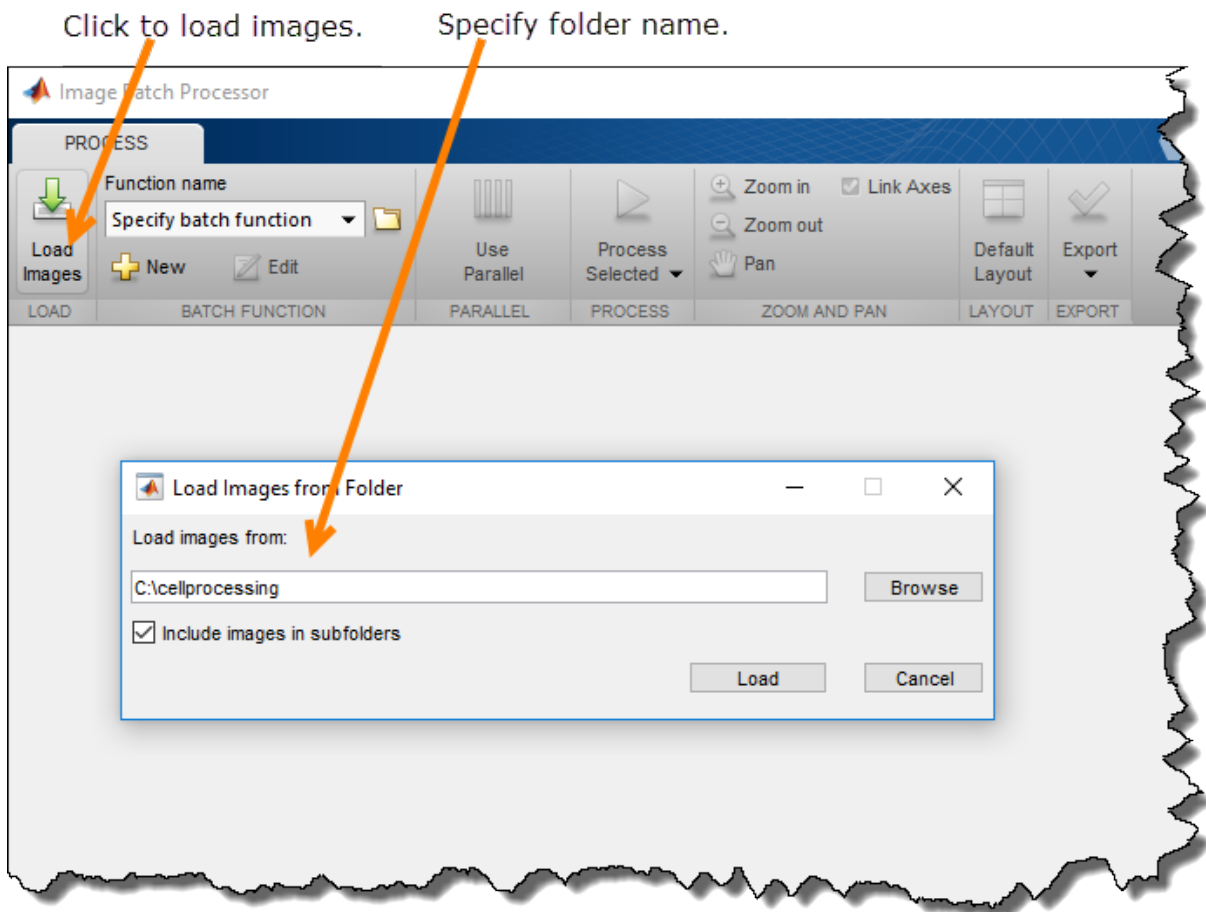 Click to load images. Specify folder name.
Image Batch Processor
PROCESS
Load Images
Function name
Specify batch function
New Edit
Use Parallel
Process Selected
Zoom in Link Axes
Zoom out
Pan
Default Layout
Export
LOAD BATCH FUNCTION PARALLEL PROCESS ZOOM AND PAN LAYOUT EXPORT
Load Images from Folder
Load images from:
C:\cellprocessing Browse
Include images in subfolders
Load Cancel